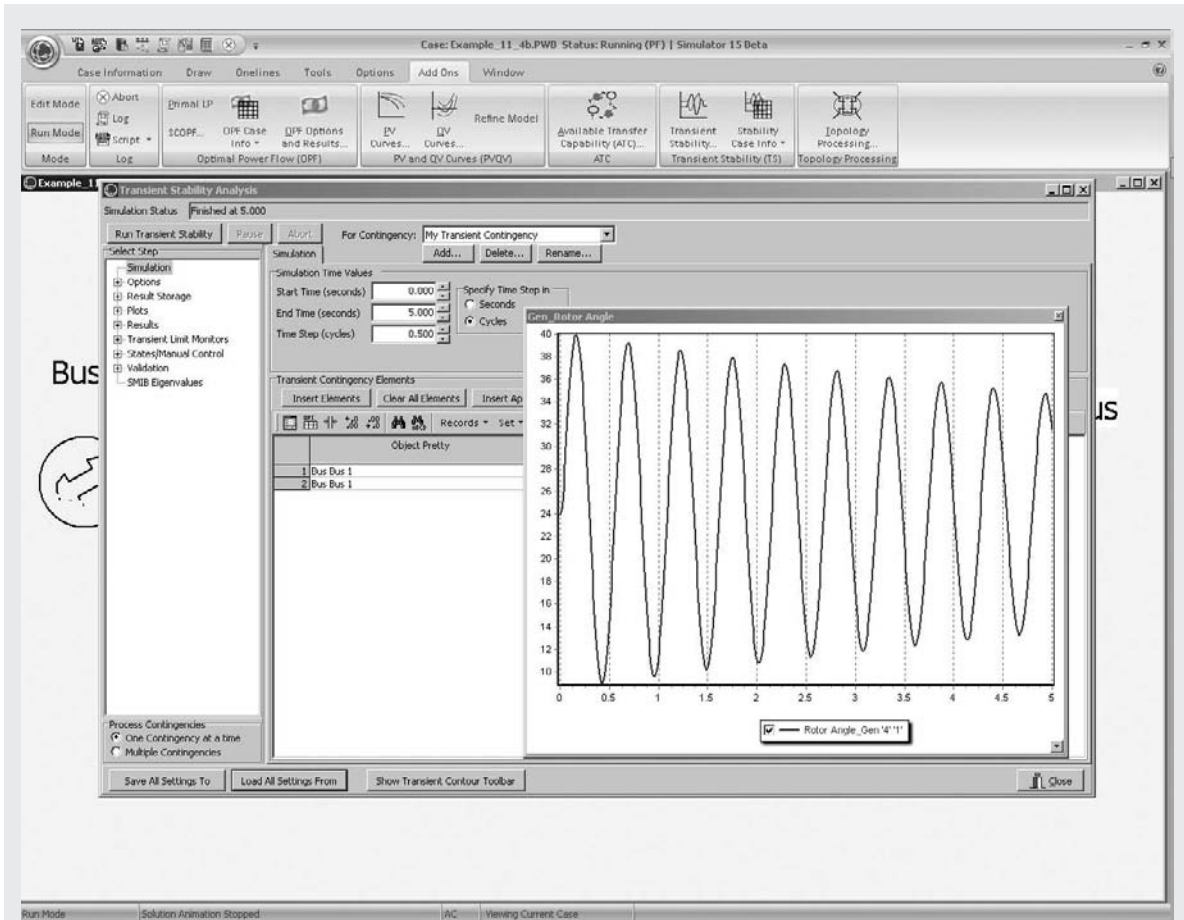 Case: Example_11_4b.PWB Status: Running (PF) | Simulator 15 Beta
Case Information Draw Onelines Tools Options Add Ons Window
Edit Mode
Run Mode
Mode
Abort
Log
Script
Log
Primal LP
SCOPF...
OPF Case Info
OPF Options and Results...
Optimal Power Flow (OPF)
PV Curves...
QV Curves...
Refine Model
PV and QV Curves (PVQV)
Available Transfer Capability (ATC)...
ATC
Transient Stability...
Stability Case Info
Transient Stability (TS)
Topology Processing...
Topology Processing
Example_11
Transient Stability Analysis
Simulation Status Finished at 5.000
Run Transient Stability Pause Abort For Contingency: My Transient Contingency
Add... Delete... Rename...
Select Step
Simulation
Options
Result Storage
Plots
Results
Transient Limit Monitors
States/Manual Control
Validation
SMIB Eigenvalues
Process Contingencies
One Contingency at a time
Multiple Contingencies
Simulation
Simulation Time Values
Start Time (seconds) 0.000
End Time (seconds) 5.000
Time Step (cycles) 0.500
Specify Time Step in
Seconds
Cycles
Transient Contingency Elements
Insert Elements Clear All Elements Insert Ap
Records Set
Object Pretty
1 Bus Bus 1
2 Bus Bus 1
Gen_Rotor Angle
40
38
36
34
32
30
28
26
24
22
20
18
16
14
12
10
0 0.5 1 1.5 2 2.5 3 3.5 4 4.5 5
Rotor Angle_Gen '4' '1'
Bus
us
Save All Settings To Load All Settings From Show Transient Contour Toolbar Close
Run Mode Solution Animation Stopped AC Viewing Current Case